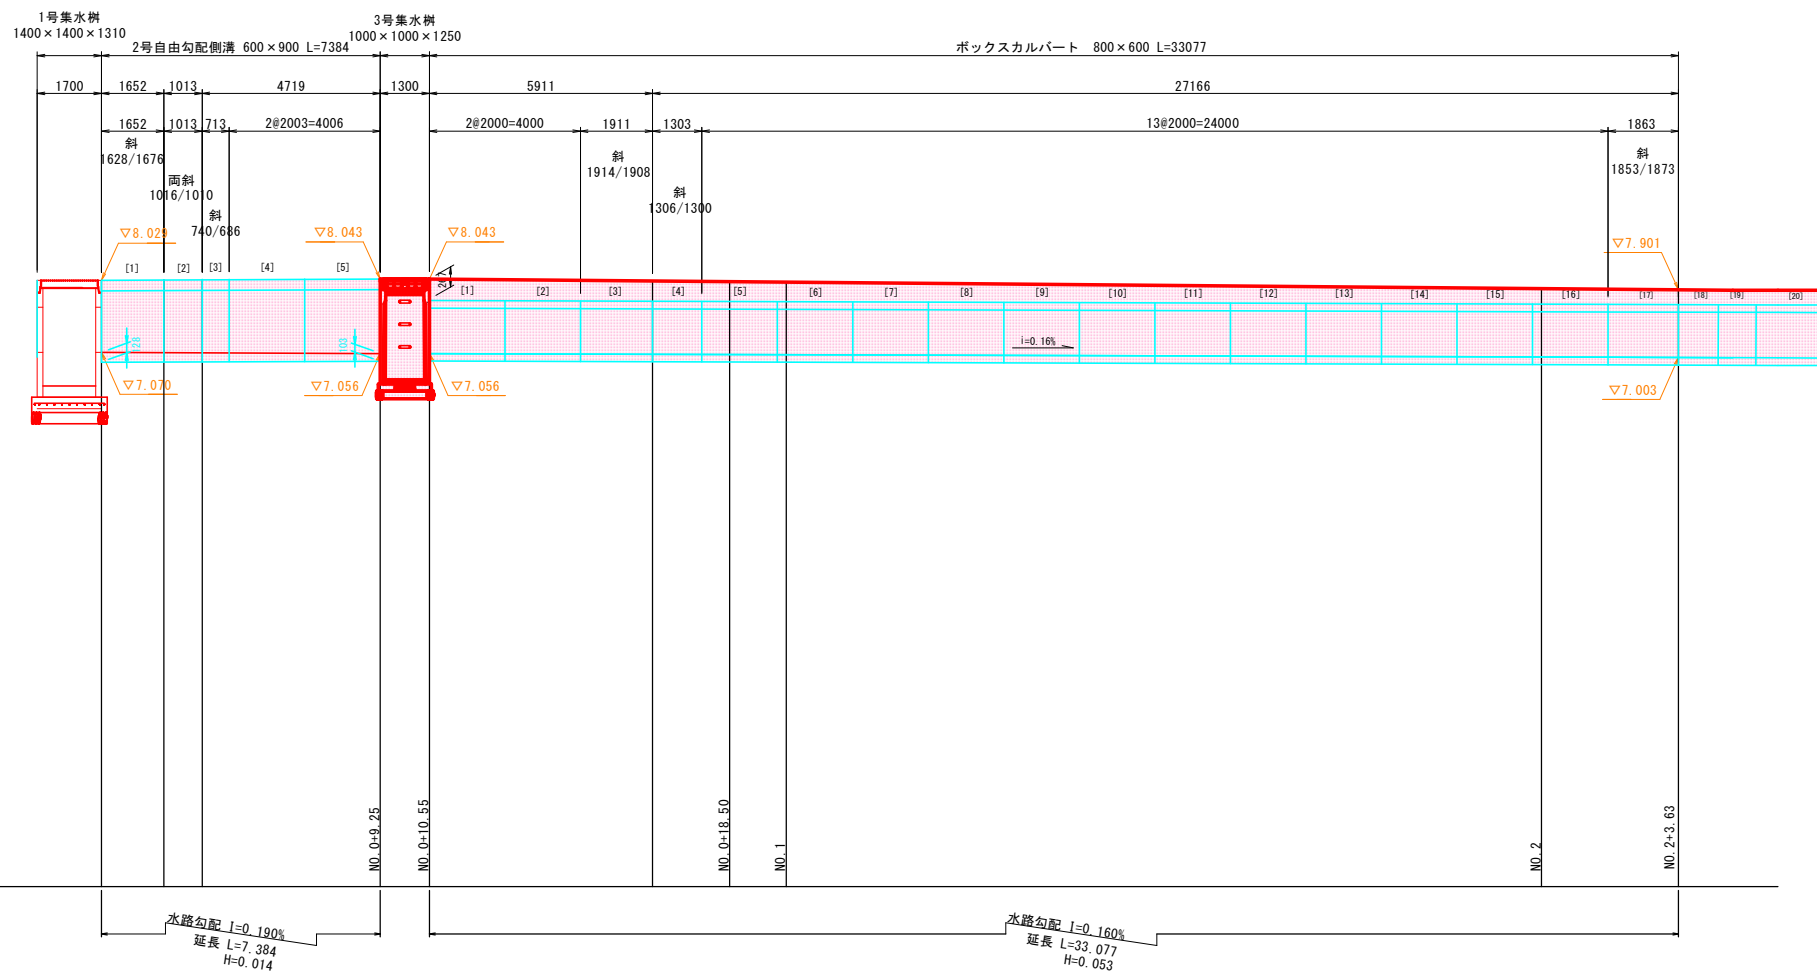 1号集水桝
1400×1400×1310
3号集水桝
1000×1000×1250
2号自由勾配側溝 600×900 L=7384
ボックスカルバート 800×600 L=33077
1700
1652
1013
4719
1300
5911
27166
1652
1013
713
2@2003=4006
2@2000=4000
1911
1303
13@2000=24000
1863
斜
1628/1676
両斜
1016/1010
斜
740/686
斜
1914/1908
斜
1306/1300
斜
1853/1873
▽8.029
▽8.043
▽8.043
▽7.901
[1]
[2]
[3]
[4]
[5]
[1]
[2]
[3]
[4]
[5]
[6]
[7]
[8]
[9]
[10]
[11]
[12]
[13]
[14]
[15]
[16]
[17]
[18]
[19]
[20]
128
103
i=0.16%
▽7.070
▽7.056
▽7.056
▽7.003
NO.0+9.25
NO.0+10.55
NO.0+18.50
NO.1
NO.2
NO.2+3.63
水路勾配 I=0.190%
延長 L=7.384
H=0.014
水路勾配 I=0.160%
延長 L=33.077
H=0.053